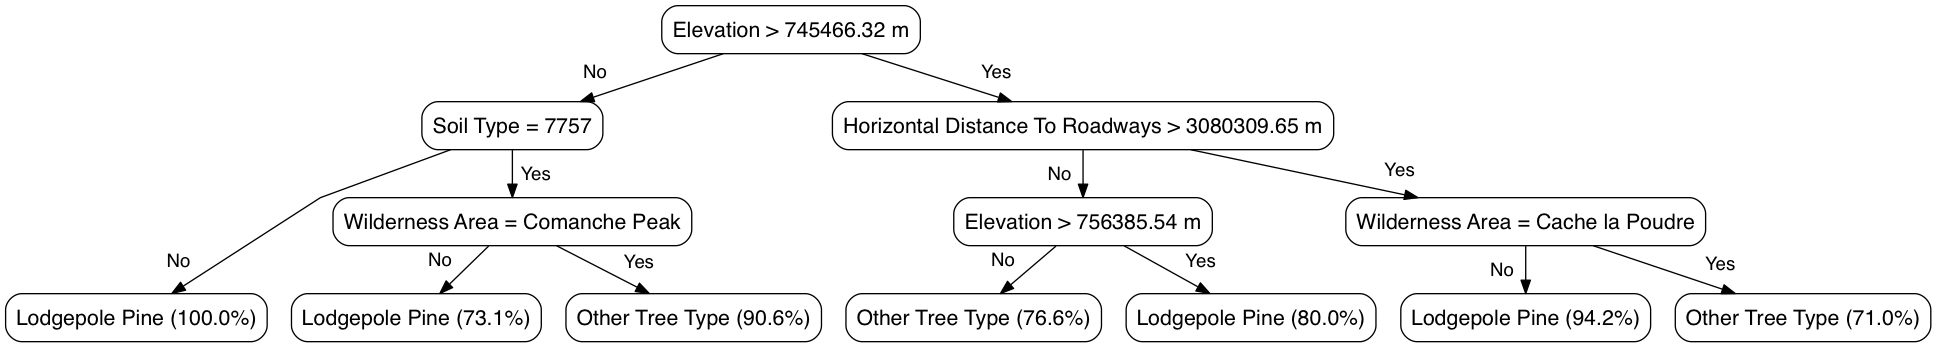 Elevation > 745466.32 m
No
Yes
Soil Type = 7757
Horizontal Distance To Roadways > 3080309.65 m
Yes
No
Yes
Wilderness Area = Comanche Peak
Elevation > 756385.54 m
Wilderness Area = Cache la Poudre
No
No
Yes
No
Yes
No
Yes
Lodgepole Pine (100.0%)
Lodgepole Pine (73.1%)
Other Tree Type (90.6%)
Other Tree Type (76.6%)
Lodgepole Pine (80.0%)
Lodgepole Pine (94.2%)
Other Tree Type (71.0%)